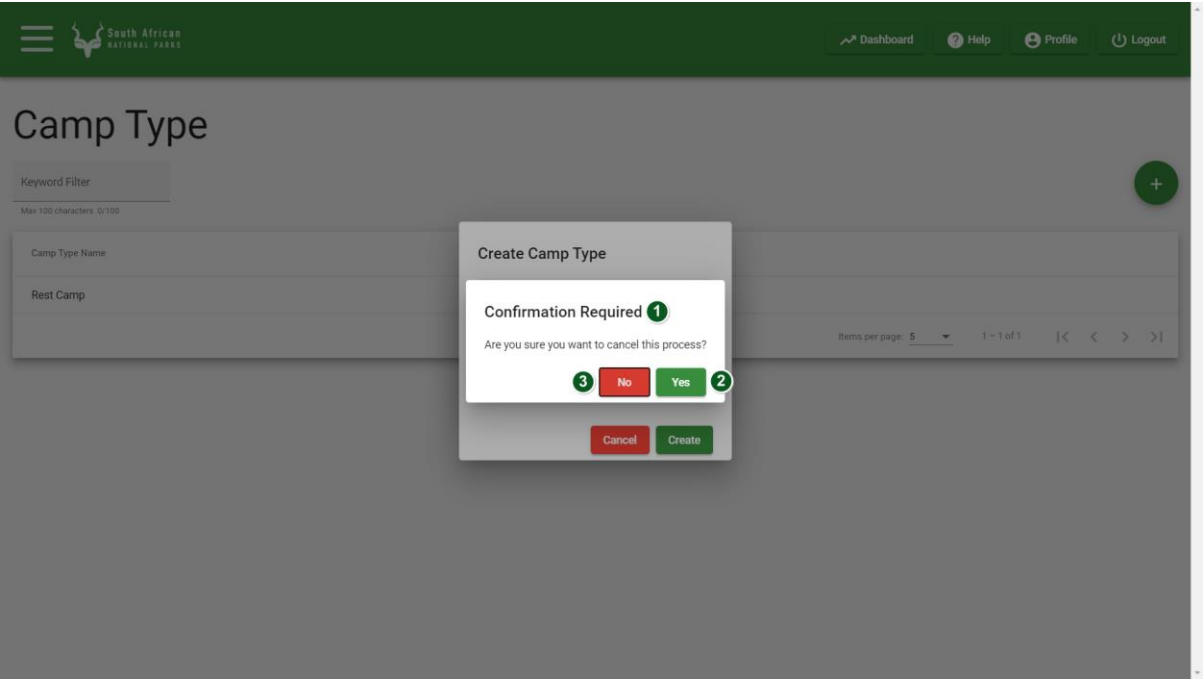 South African
NATIONAL PARKS
Dashboard
Help
Profile
Logout
Camp Type
Keyword Filter
Max 100 characters 0/100
+
Camp Type Name
Rest Camp
Items per page: 5
1 – 1 of 1
Create Camp Type
Confirmation Required 1
Are you sure you want to cancel this process?
3 No Yes 2
Cancel Create